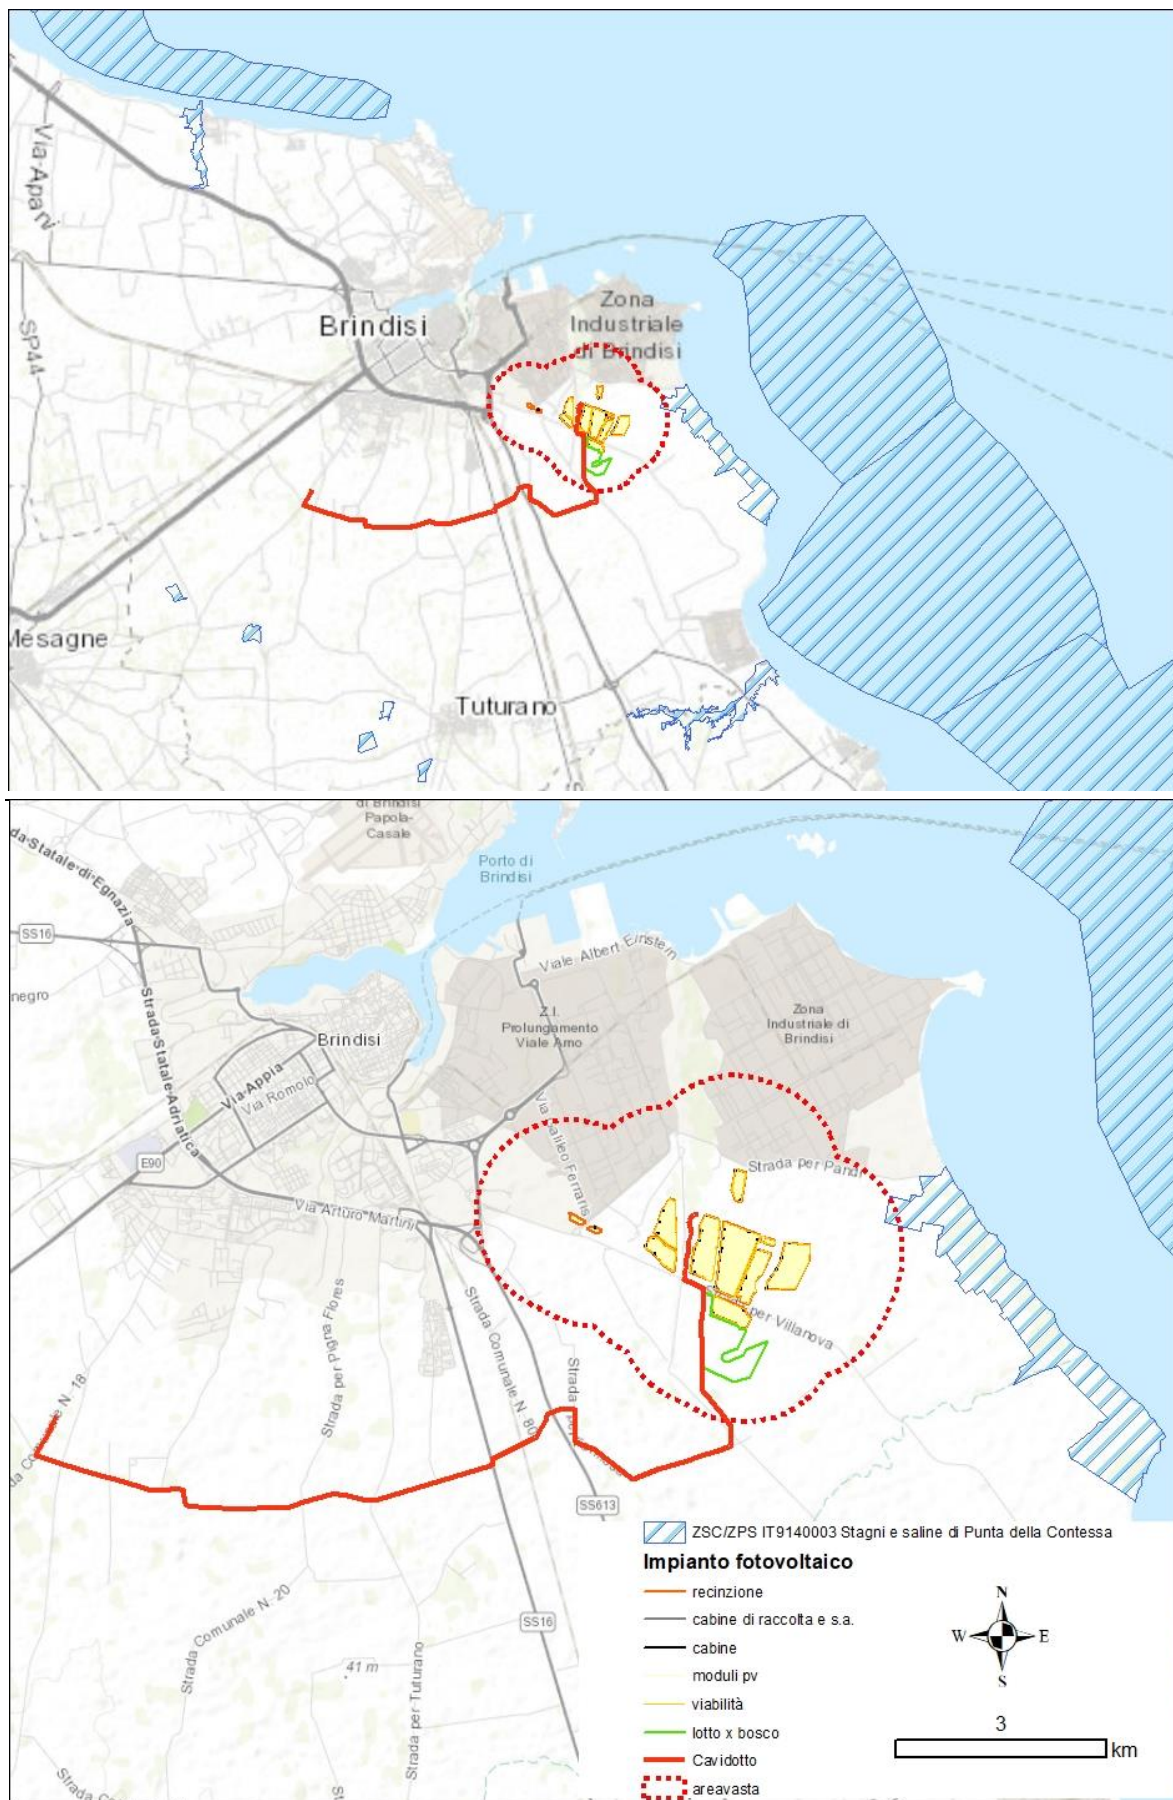 Via Apani
SP44
Brindisi
Zona
Industriale
di Brindisi
Mesagne
Tuturano
di Brindisi
Papola-
Casale
Porto di
Brindisi
da-Statale-di-Egnazia
SS16
negro
Strada-Statale-Adriatica
Viale Albert Einstein
Z.I.
Prolungamento
Viale Arno
Zona
Industriale di
Brindisi
Brindisi
Via-Appia
Via Romolo
E90
Via Galileo Ferraris
Via Arturo Martini
Strada per Pandi
Strada per Pigna Flores
Strada Comunale N. 80
per Villanova
Strada
N. 18
SS613
SS16
Strada Comunale N. 20
41 m
Strada per Tuturano
ZSC/ZPS IT9140003 Stagni e saline di Punta della Contessa
Impianto fotovoltaico
recinzione
cabine di raccolta e s.a.
cabine
moduli pv
viabilità
lotto x bosco
Cavidotto
areavasta
N
W
E
S
3
km